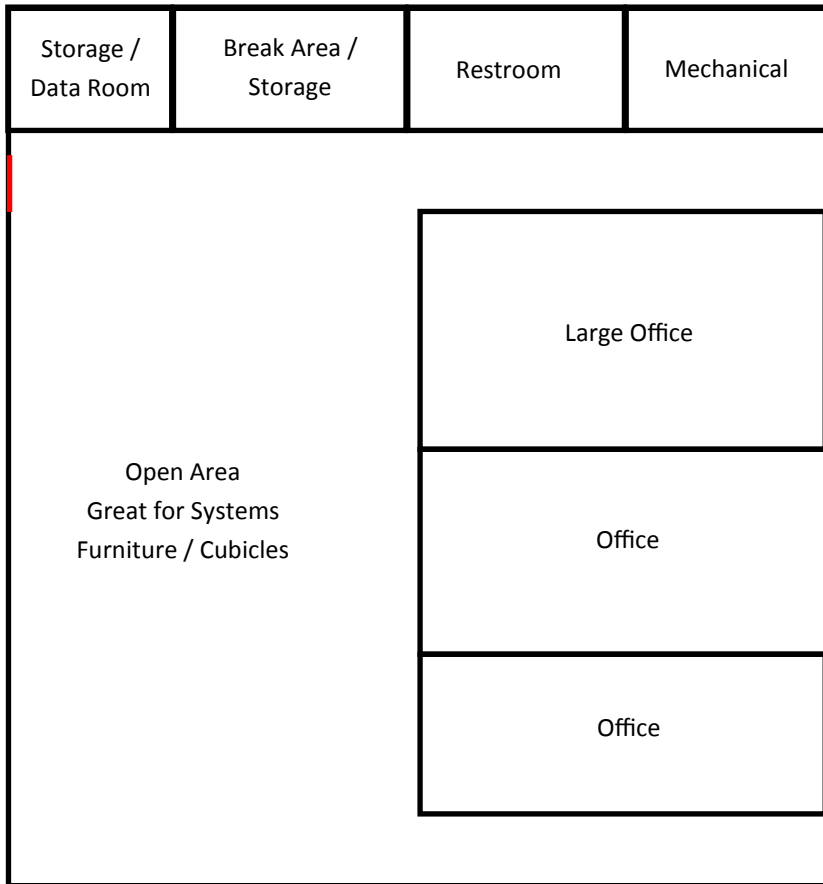 Storage /
Data Room
Break Area /
Storage
Restroom
Mechanical
Large Office
Open Area
Great for Systems
Furniture / Cubicles
Office
Office